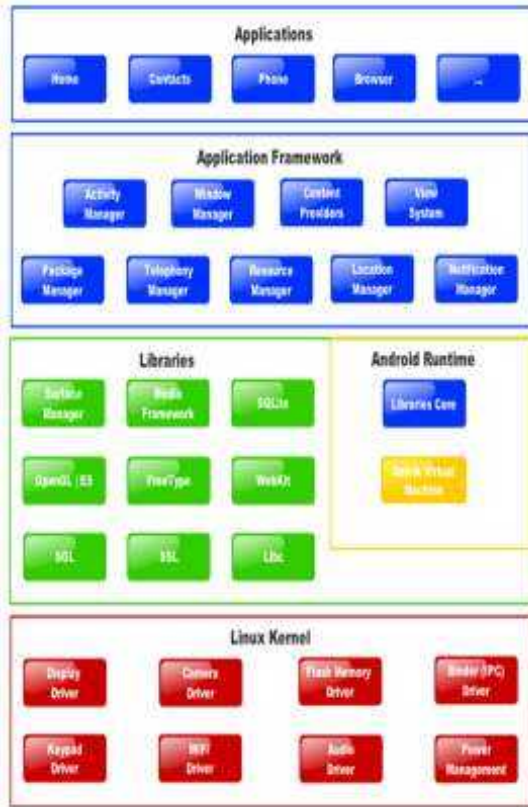 Applications
Home
Contacts
Phone
Browser
...
Application Framework
Activity
Manager
Window
Manager
Content
Providers
View
System
Package
Manager
Telephony
Manager
Resource
Manager
Location
Manager
Notification
Manager
Libraries
Android Runtime
Surface
Manager
Media
Framework
SQLite
Libraries Core
OpenGL | ES
FreeType
WebKit
Dalvik Virtual
Machine
SGL
SSL
Libc
Linux Kernel
Display
Driver
Camera
Driver
Flash Memory
Driver
Binder (IPC)
Driver
Keypad
Driver
WiFi
Driver
Audio
Driver
Power
Management